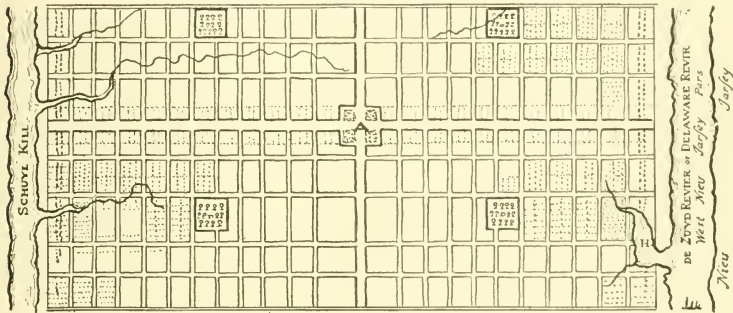 SCHUYL KILL.
A
H
DE ZUYD REVIER or DELAWARE REVIR
West Nieu Jarſey Pars
Nieu Jarſey